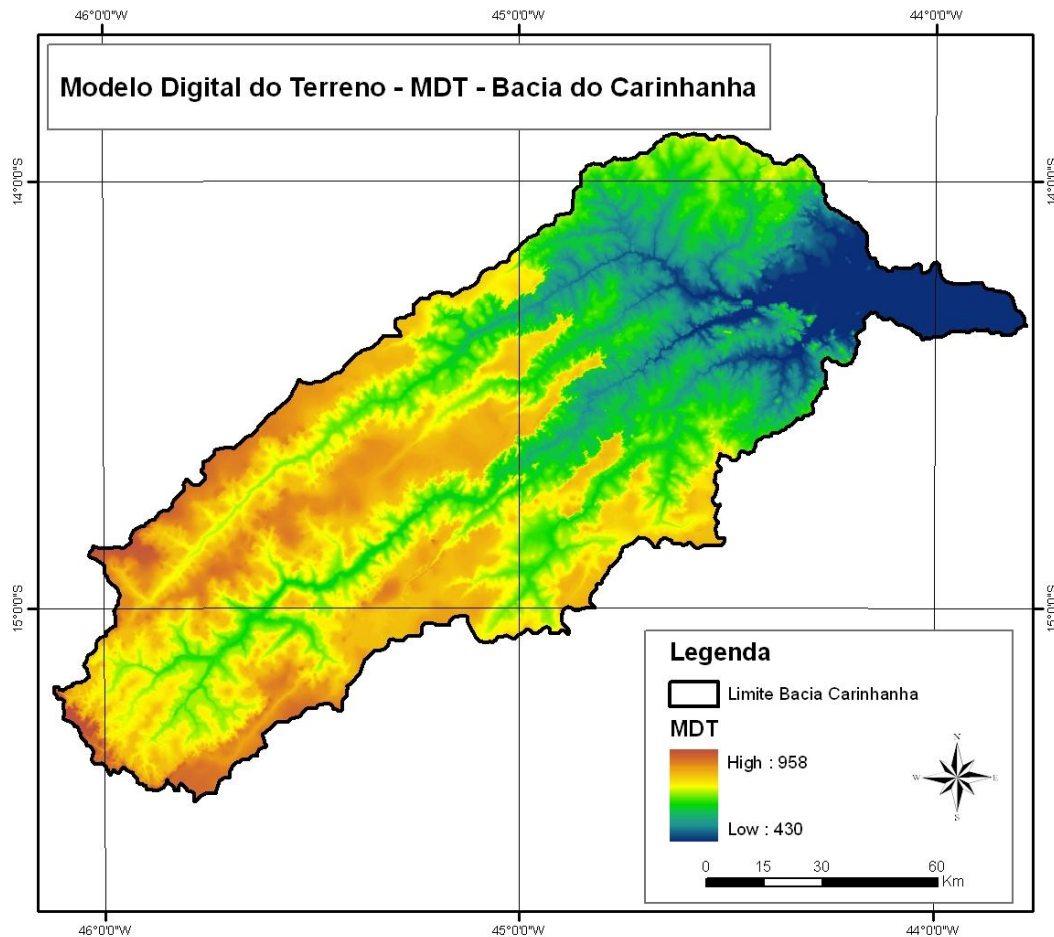 46°0'0"W 45°0'0"W 44°0'0"W
Modelo Digital do Terreno - MDT - Bacia do Carinhanha
14°0'0"S 14°0'0"S
15°0'0"S 15°0'0"S
Legenda
Limite Bacia Carinhanha
MDT
High : 958
Low : 430
N
W E
S
0 15 30 60
Km
46°0'0"W 45°0'0"W 44°0'0"W